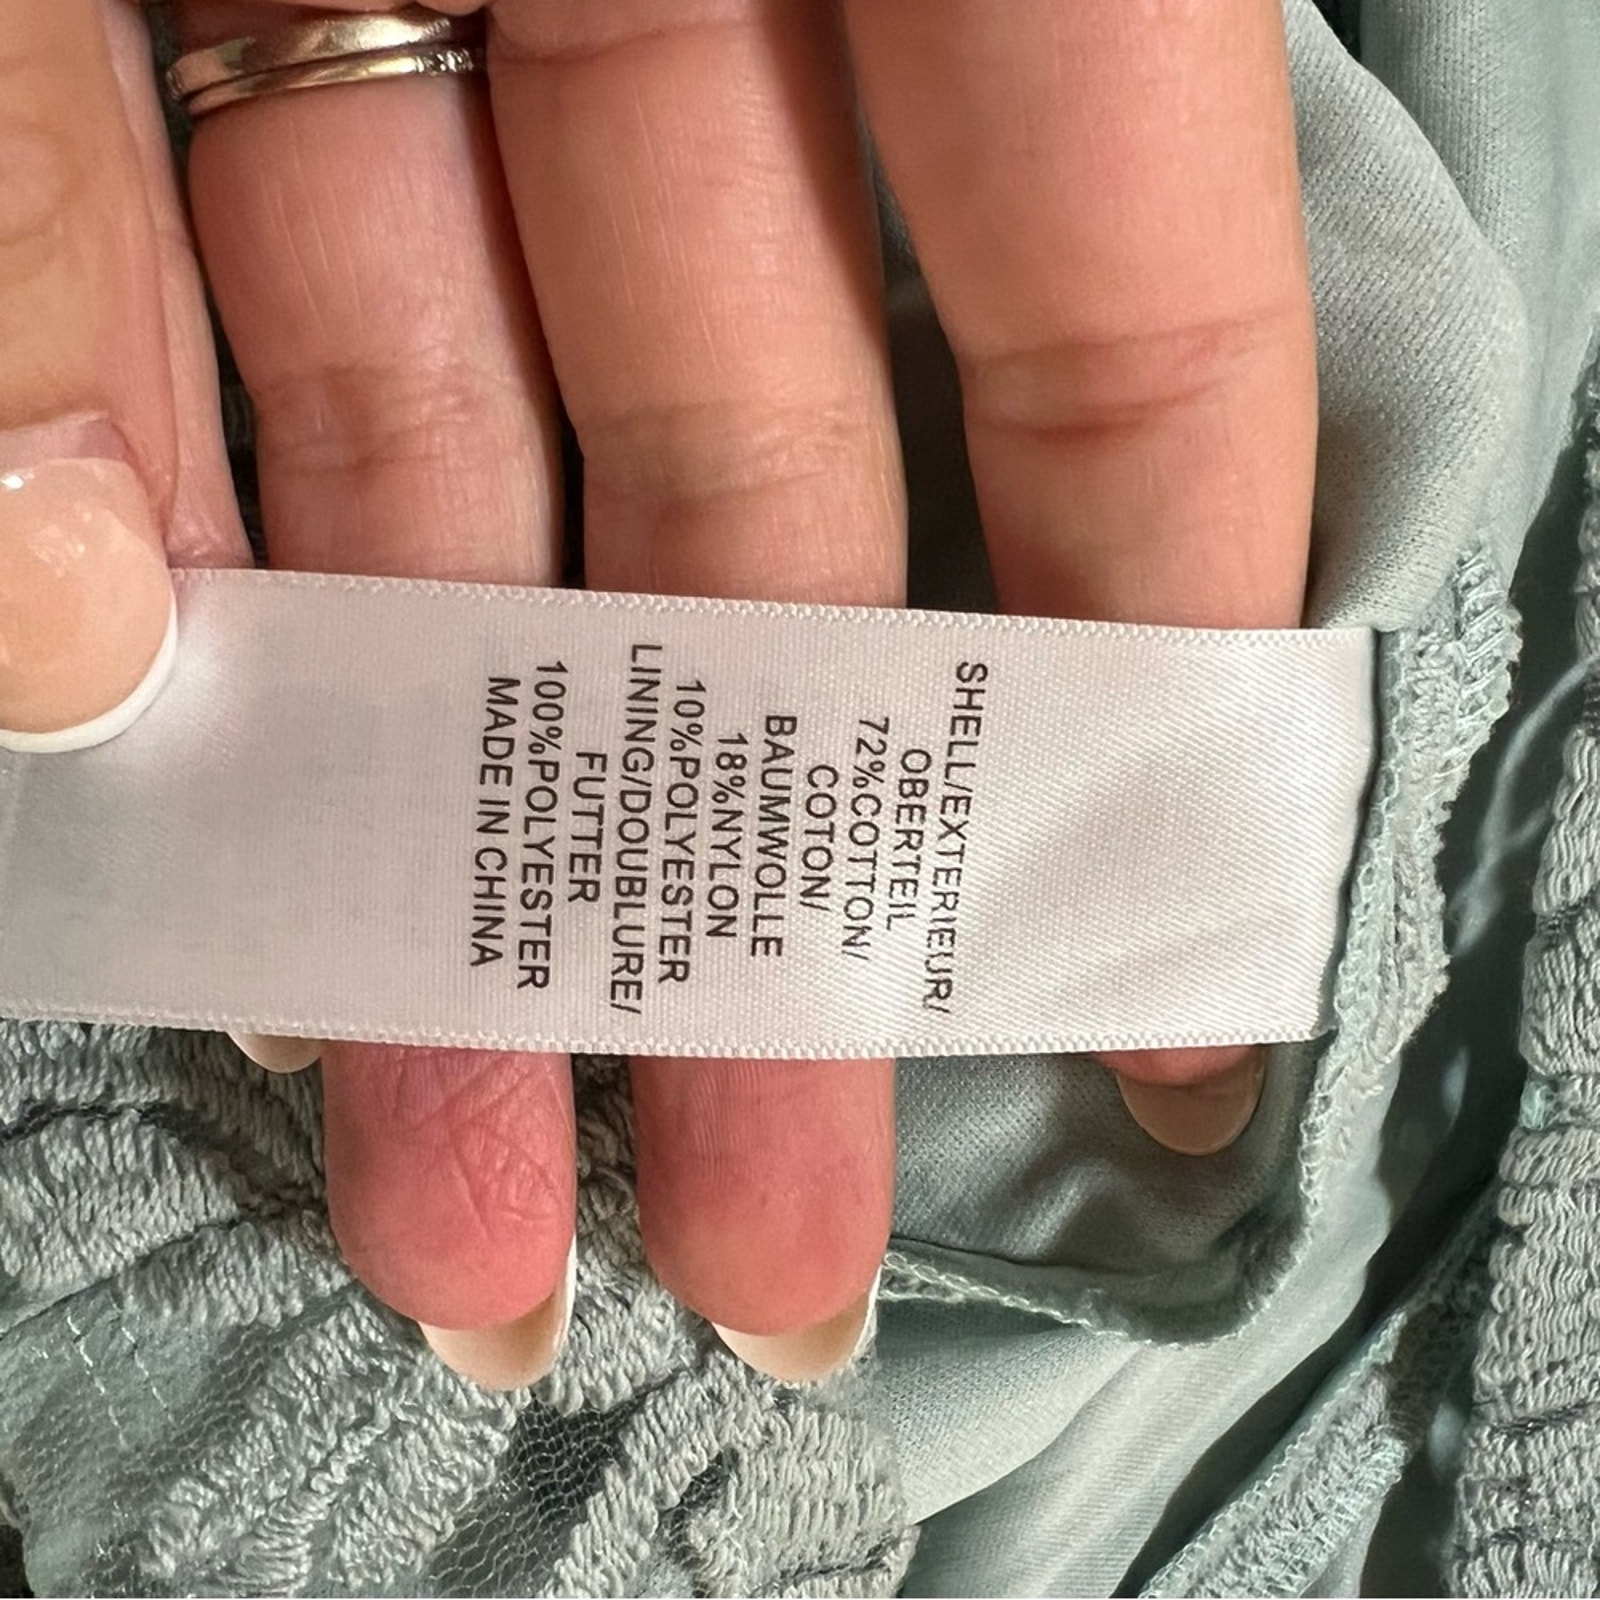 SHELL/EXTERIEUR/
OBERTEIL
72%COTTON/
COTON/
BAUMWOLLE
18%NYLON
10%POLYESTER
LINING/DOUBLURE/
FUTTER
100%POLYESTER
MADE IN CHINA